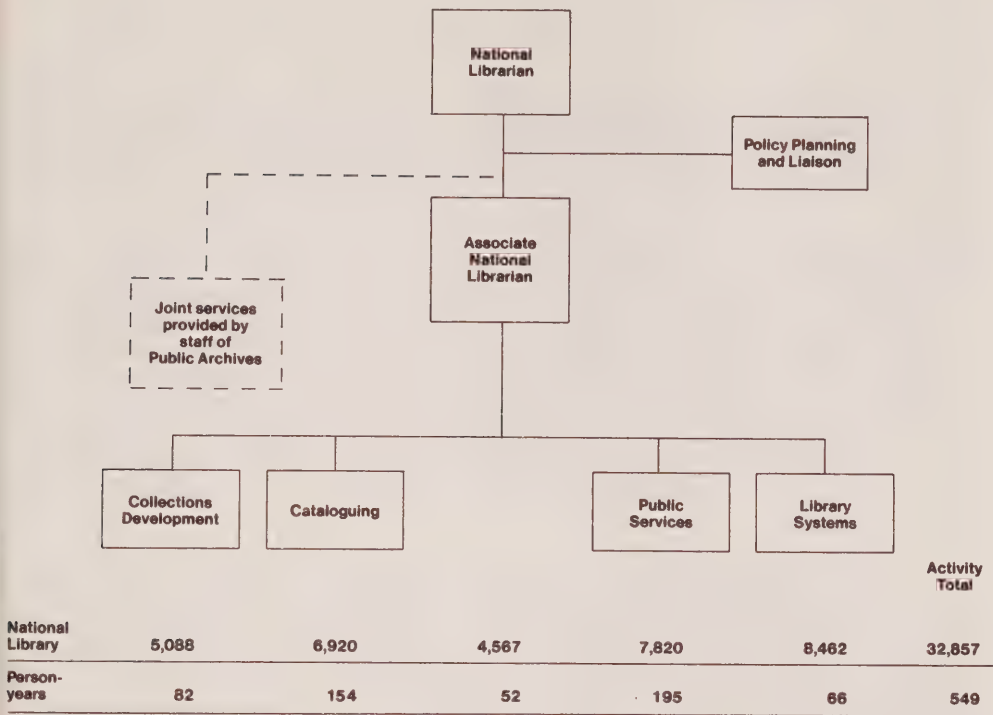 National
Librarian
Policy Planning
and Liaison
Associate
National
Librarian
Joint services
provided by
staff of
Public Archives
Collections
Development
Cataloguing
Public
Services
Library
Systems
Activity
Total
National
Library 5,088 6,920 4,567 7,820 8,462 32,857
Person-
years 82 154 52 195 66 549